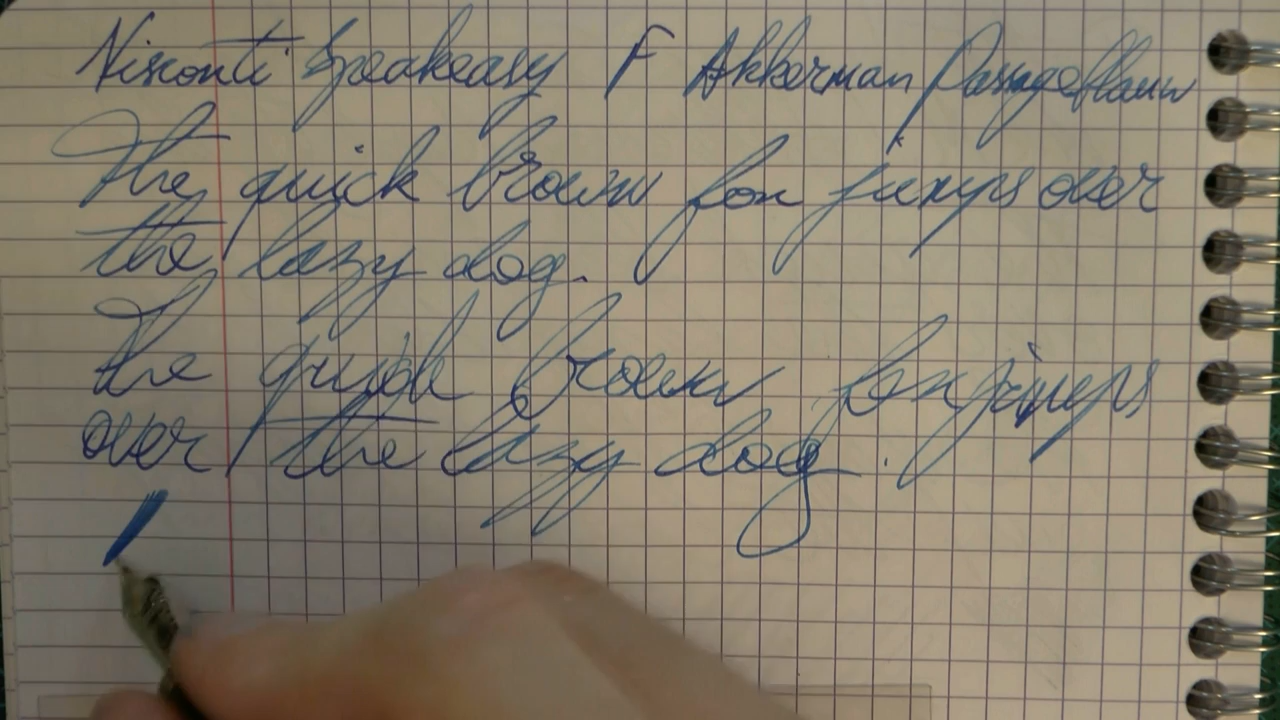 Visconti Speakeasy F Akkerman Passageblauw
The quick brown fox jumps over
the lazy dog.
The quick brown fox jumps
over the lazy dog.